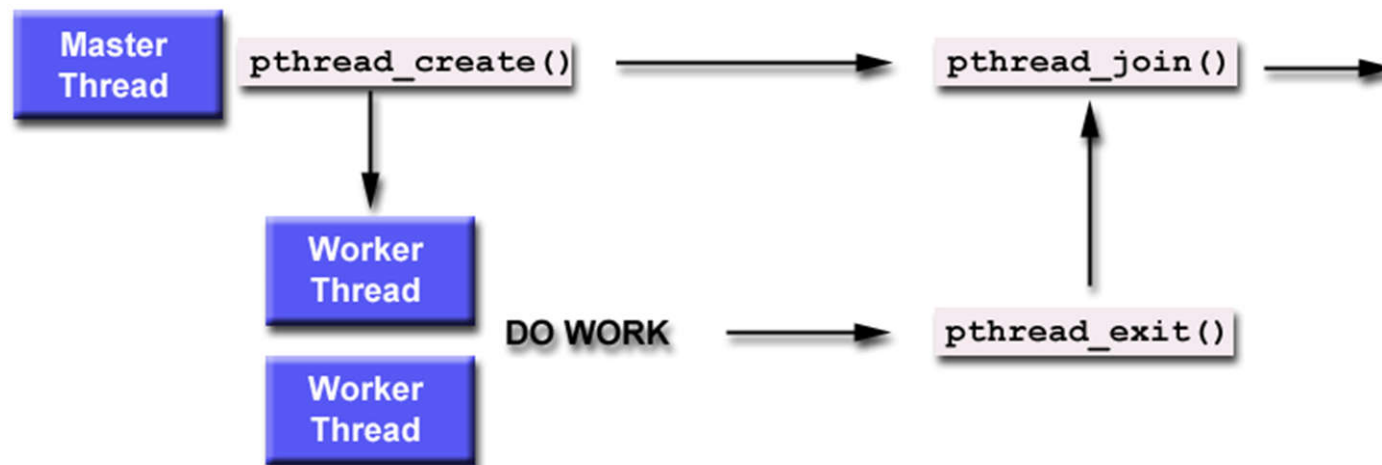 Master
Thread
pthread_create()
pthread_join()
Worker
Thread
DO WORK
pthread_exit()
Worker
Thread